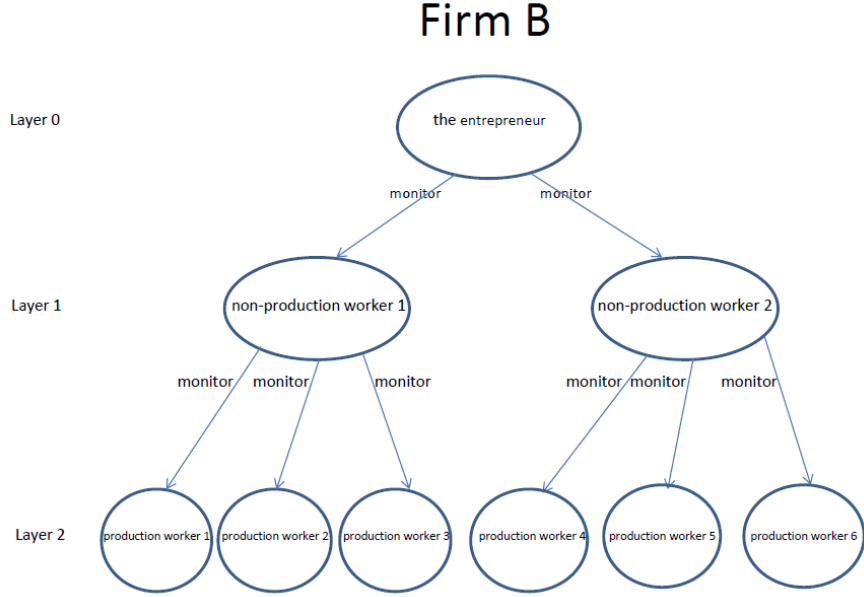 Firm B
Layer 0
the entrepreneur
monitor
monitor
Layer 1
non-production worker 1
non-production worker 2
monitor
monitor
monitor
monitor
monitor
monitor
Layer 2
production worker 1
production worker 2
production worker 3
production worker 4
production worker 5
production worker 6